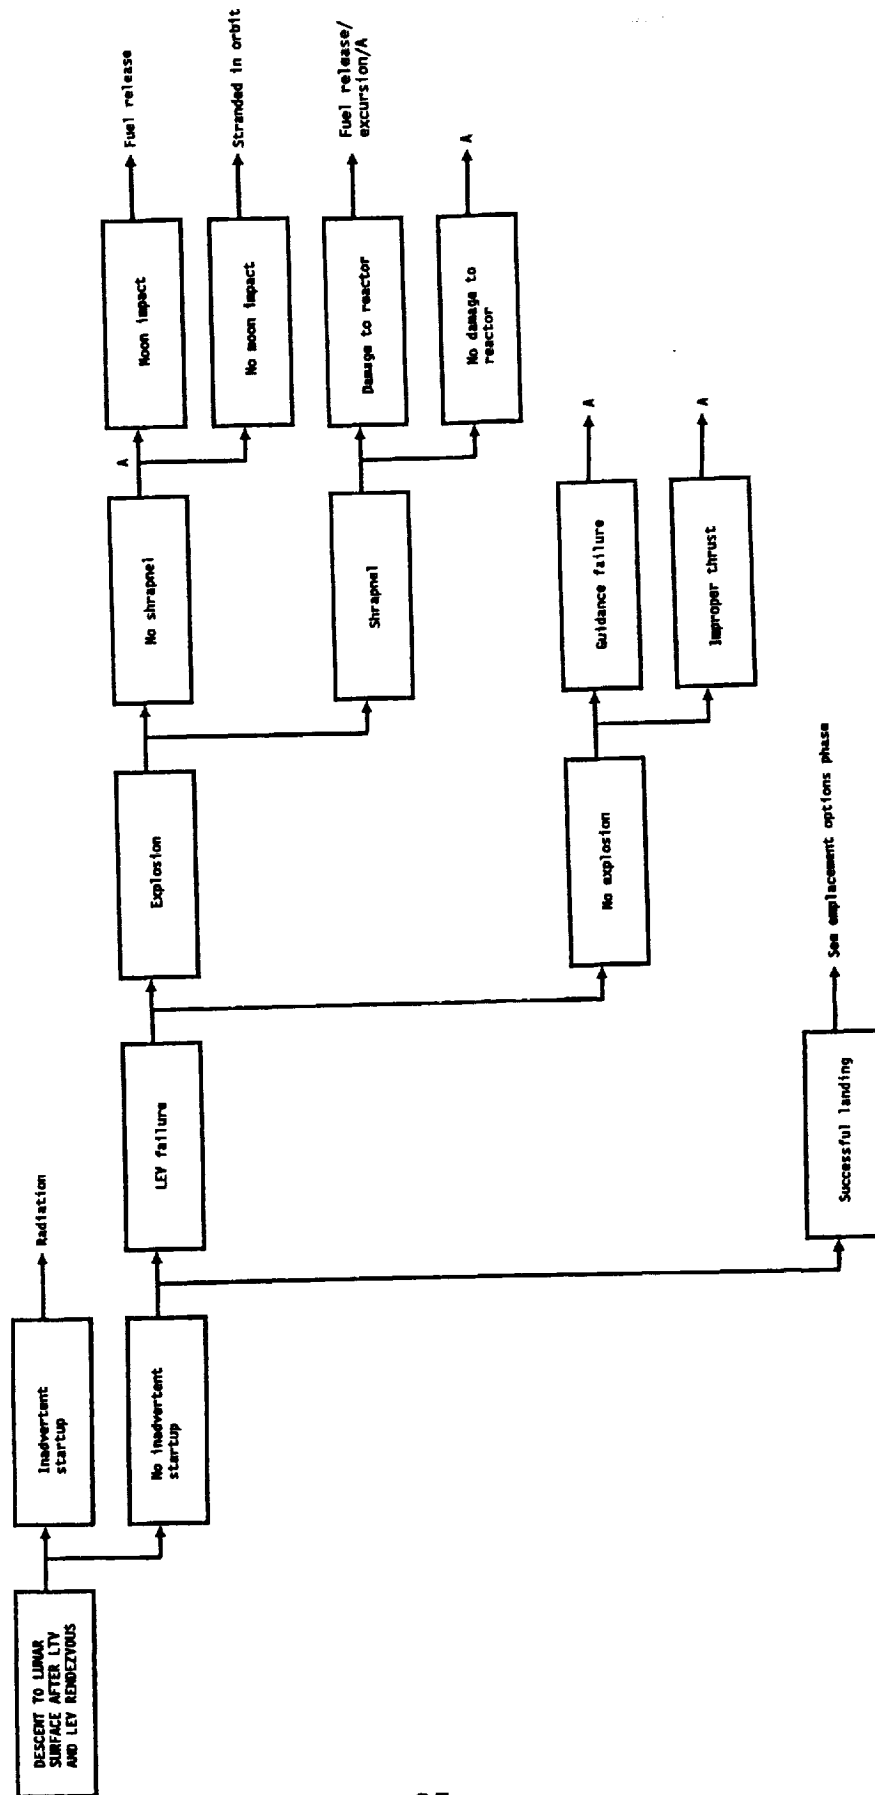 DESCENT TO LUNAR
SURFACE AFTER LTV
AND LEV RENDEZVOUS
Inadvertent
startup
Radiation
No inadvertent
startup
LEV failure
Explosion
No shrapnel
A
Moon impact
Fuel release
No moon impact
Stranded in orbit
Shrapnel
Damage to reactor
Fuel release/
excursion/A
No damage to
reactor
A
No explosion
Guidance failure
A
Improper thrust
A
Successful landing
See emplacement options phase